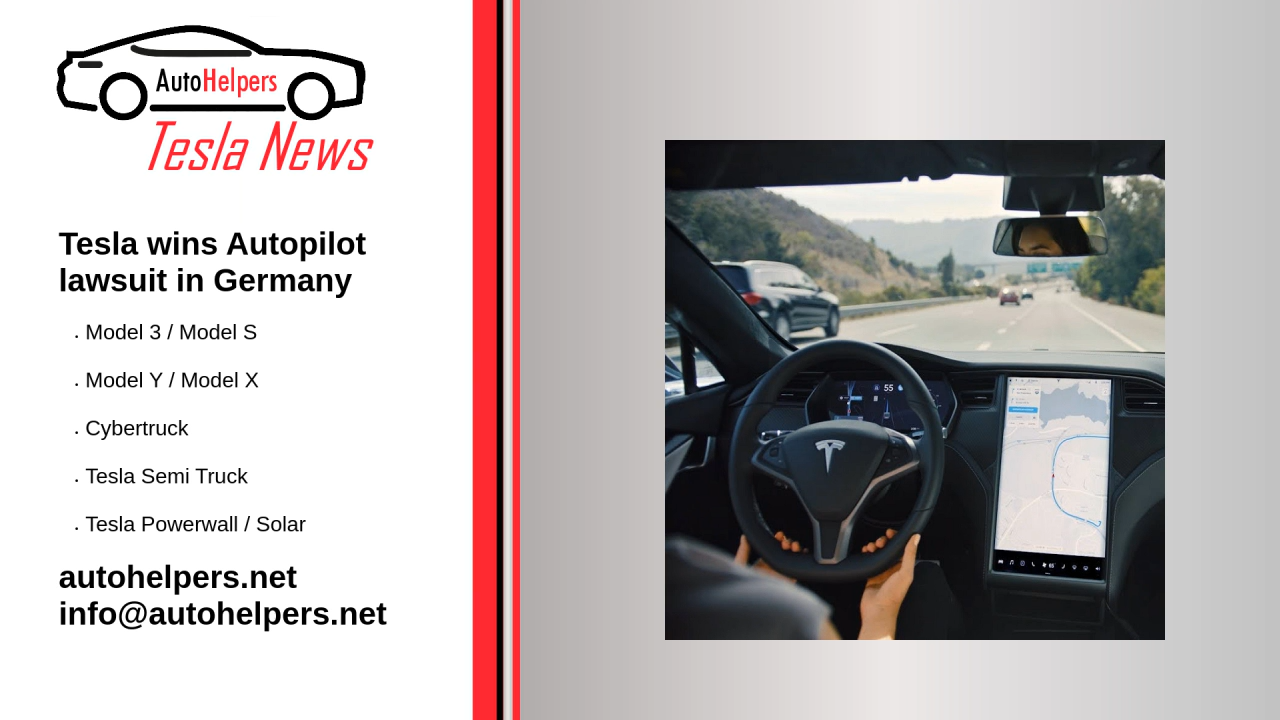 AutoHelpers
Tesla News
Tesla wins Autopilot
lawsuit in Germany
. Model 3 / Model S
. Model Y / Model X
. Cybertruck
. Tesla Semi Truck
. Tesla Powerwall / Solar
autohelpers.net
info@autohelpers.net
55